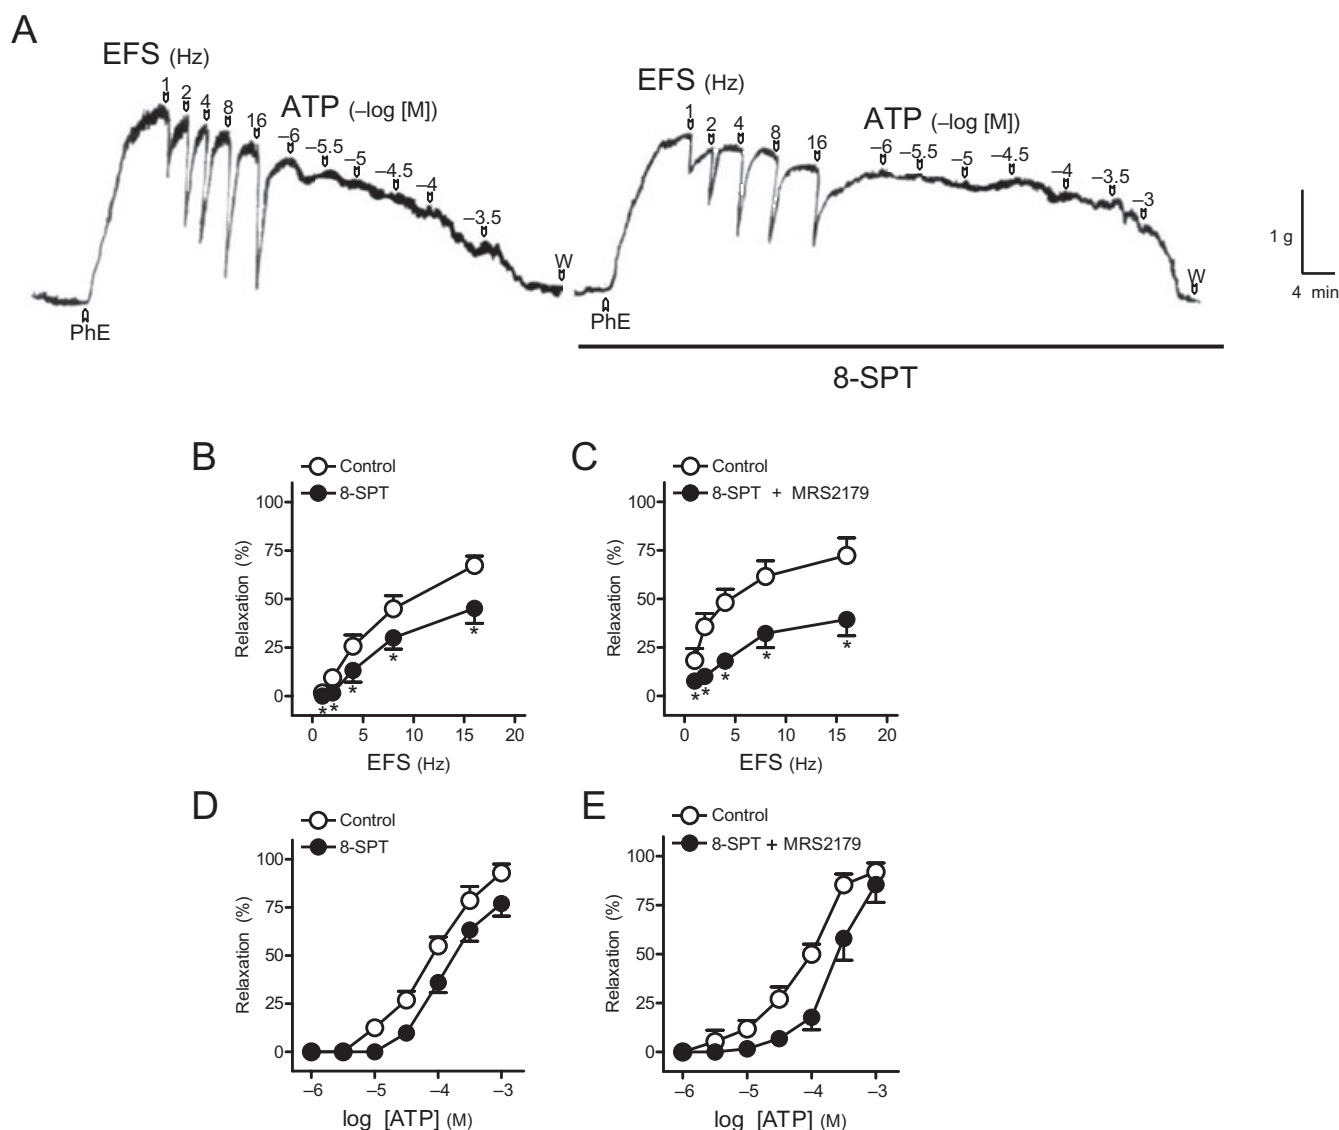 A
EFS (Hz)
1
2
4
8
16
ATP (–log [M])
–6
–5.5
–5
–4.5
–4
–3.5
W
PhE
EFS (Hz)
1
2
4
8
16
ATP (–log [M])
–6
–5.5
–5
–4.5
–4
–3.5
–3
W
PhE
1 g
4 min
8-SPT
B
Control
8-SPT
100
75
50
25
0
Relaxation (%)
* * * * *
0 5 10 15 20
EFS (Hz)
C
Control
8-SPT + MRS2179
100
75
50
25
0
Relaxation (%)
* * * * *
0 5 10 15 20
EFS (Hz)
D
Control
8-SPT
100
75
50
25
0
Relaxation (%)
–6 –5 –4 –3
log [ATP] (M)
E
Control
8-SPT + MRS2179
100
75
50
25
0
Relaxation (%)
–6 –5 –4 –3
log [ATP] (M)